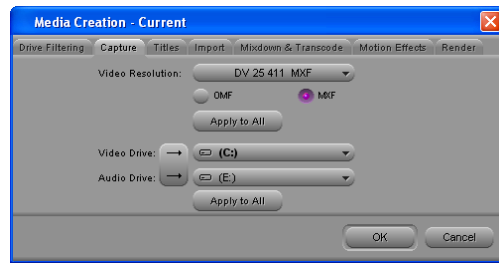 Media Creation - Current
Drive Filtering Capture Titles Import Mixdown & Transcode Motion Effects Render
Video Resolution: DV 25 411 MXF
OMF MXF
Apply to All
Video Drive: (C:)
Audio Drive: (E:)
Apply to All
OK Cancel